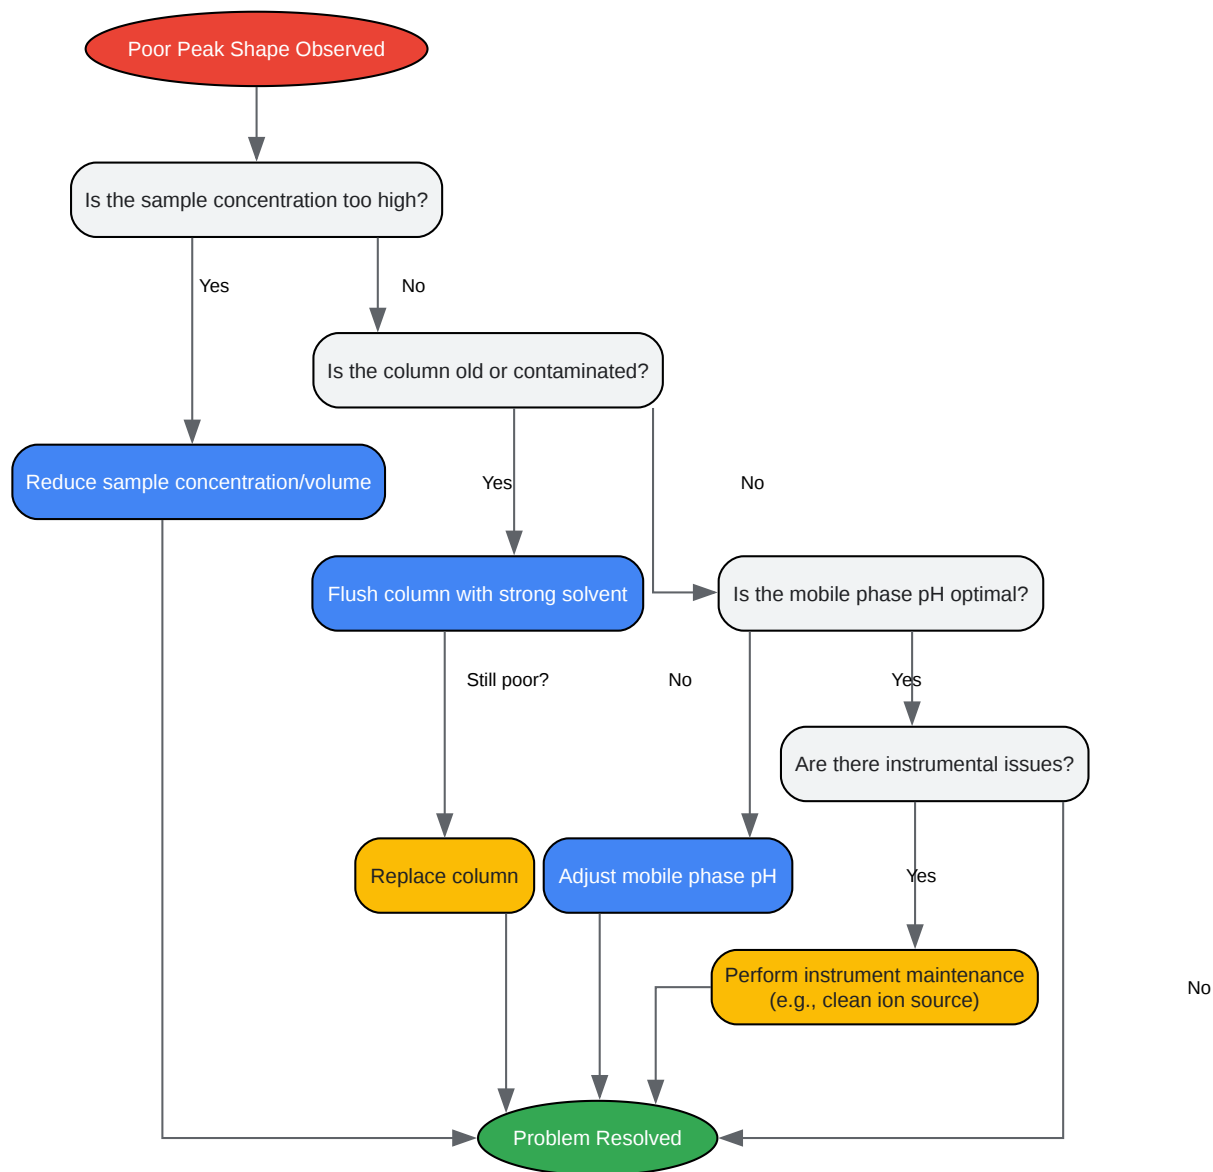 Poor Peak Shape Observed
Is the sample concentration too high?
Yes
No
Is the column old or contaminated?
Reduce sample concentration/volume
Yes
No
Flush column with strong solvent
Is the mobile phase pH optimal?
Still poor?
No
Yes
Are there instrumental issues?
Replace column
Adjust mobile phase pH
Yes
Perform instrument maintenance
(e.g., clean ion source)
No
Problem Resolved